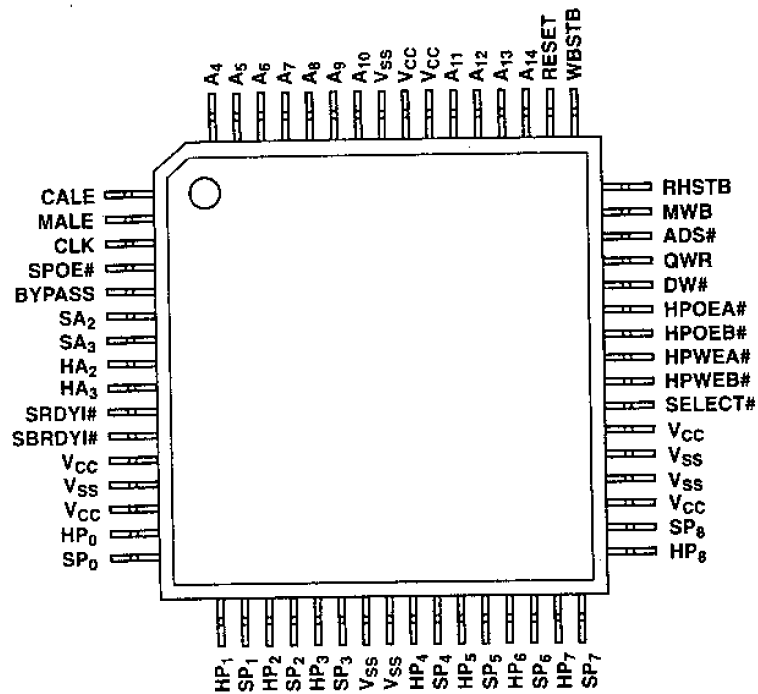 A4
A5
A6
A7
A8
A9
A10
VSS
VCC
VCC
A11
A12
A13
A14
RESET
WBSTB
CALE
MALE
CLK
SPOE#
BYPASS
SA2
SA3
HA2
HA3
SRDYI#
SBRDYI#
VCC
VSS
VCC
HP0
SP0
RHSTB
MWB
ADS#
QWR
DW#
HPOEA#
HPOEB#
HPWEA#
HPWEB#
SELECT#
VCC
VSS
VSS
VCC
SP8
HP8
HP1
SP1
HP2
SP2
HP3
SP3
VSS
VSS
HP4
SP4
HP5
SP5
HP6
SP6
HP7
SP7